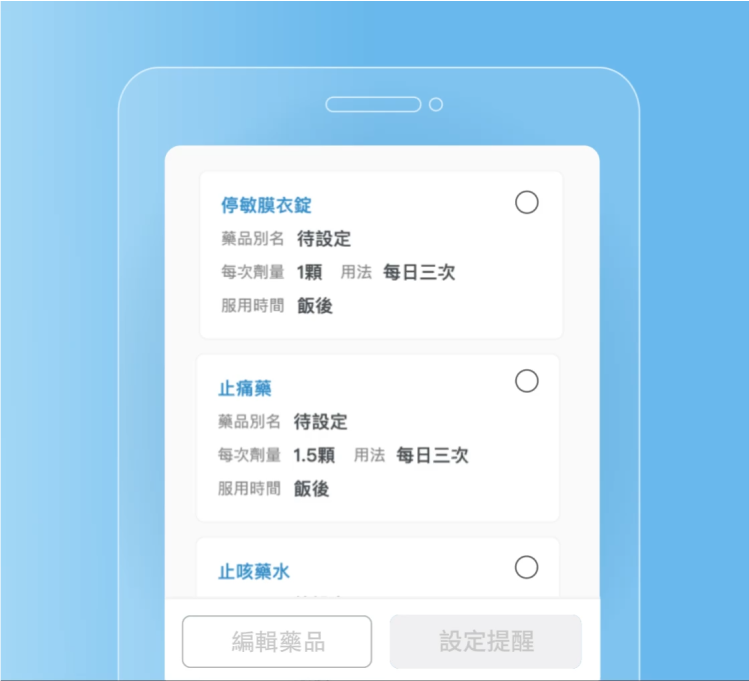 停敏膜衣錠
藥品別名 待設定
每次劑量 1顆 用法 每日三次
服用時間 飯後
止痛藥
藥品別名 待設定
每次劑量 1.5顆 用法 每日三次
服用時間 飯後
止咳藥水
編輯藥品 設定提醒